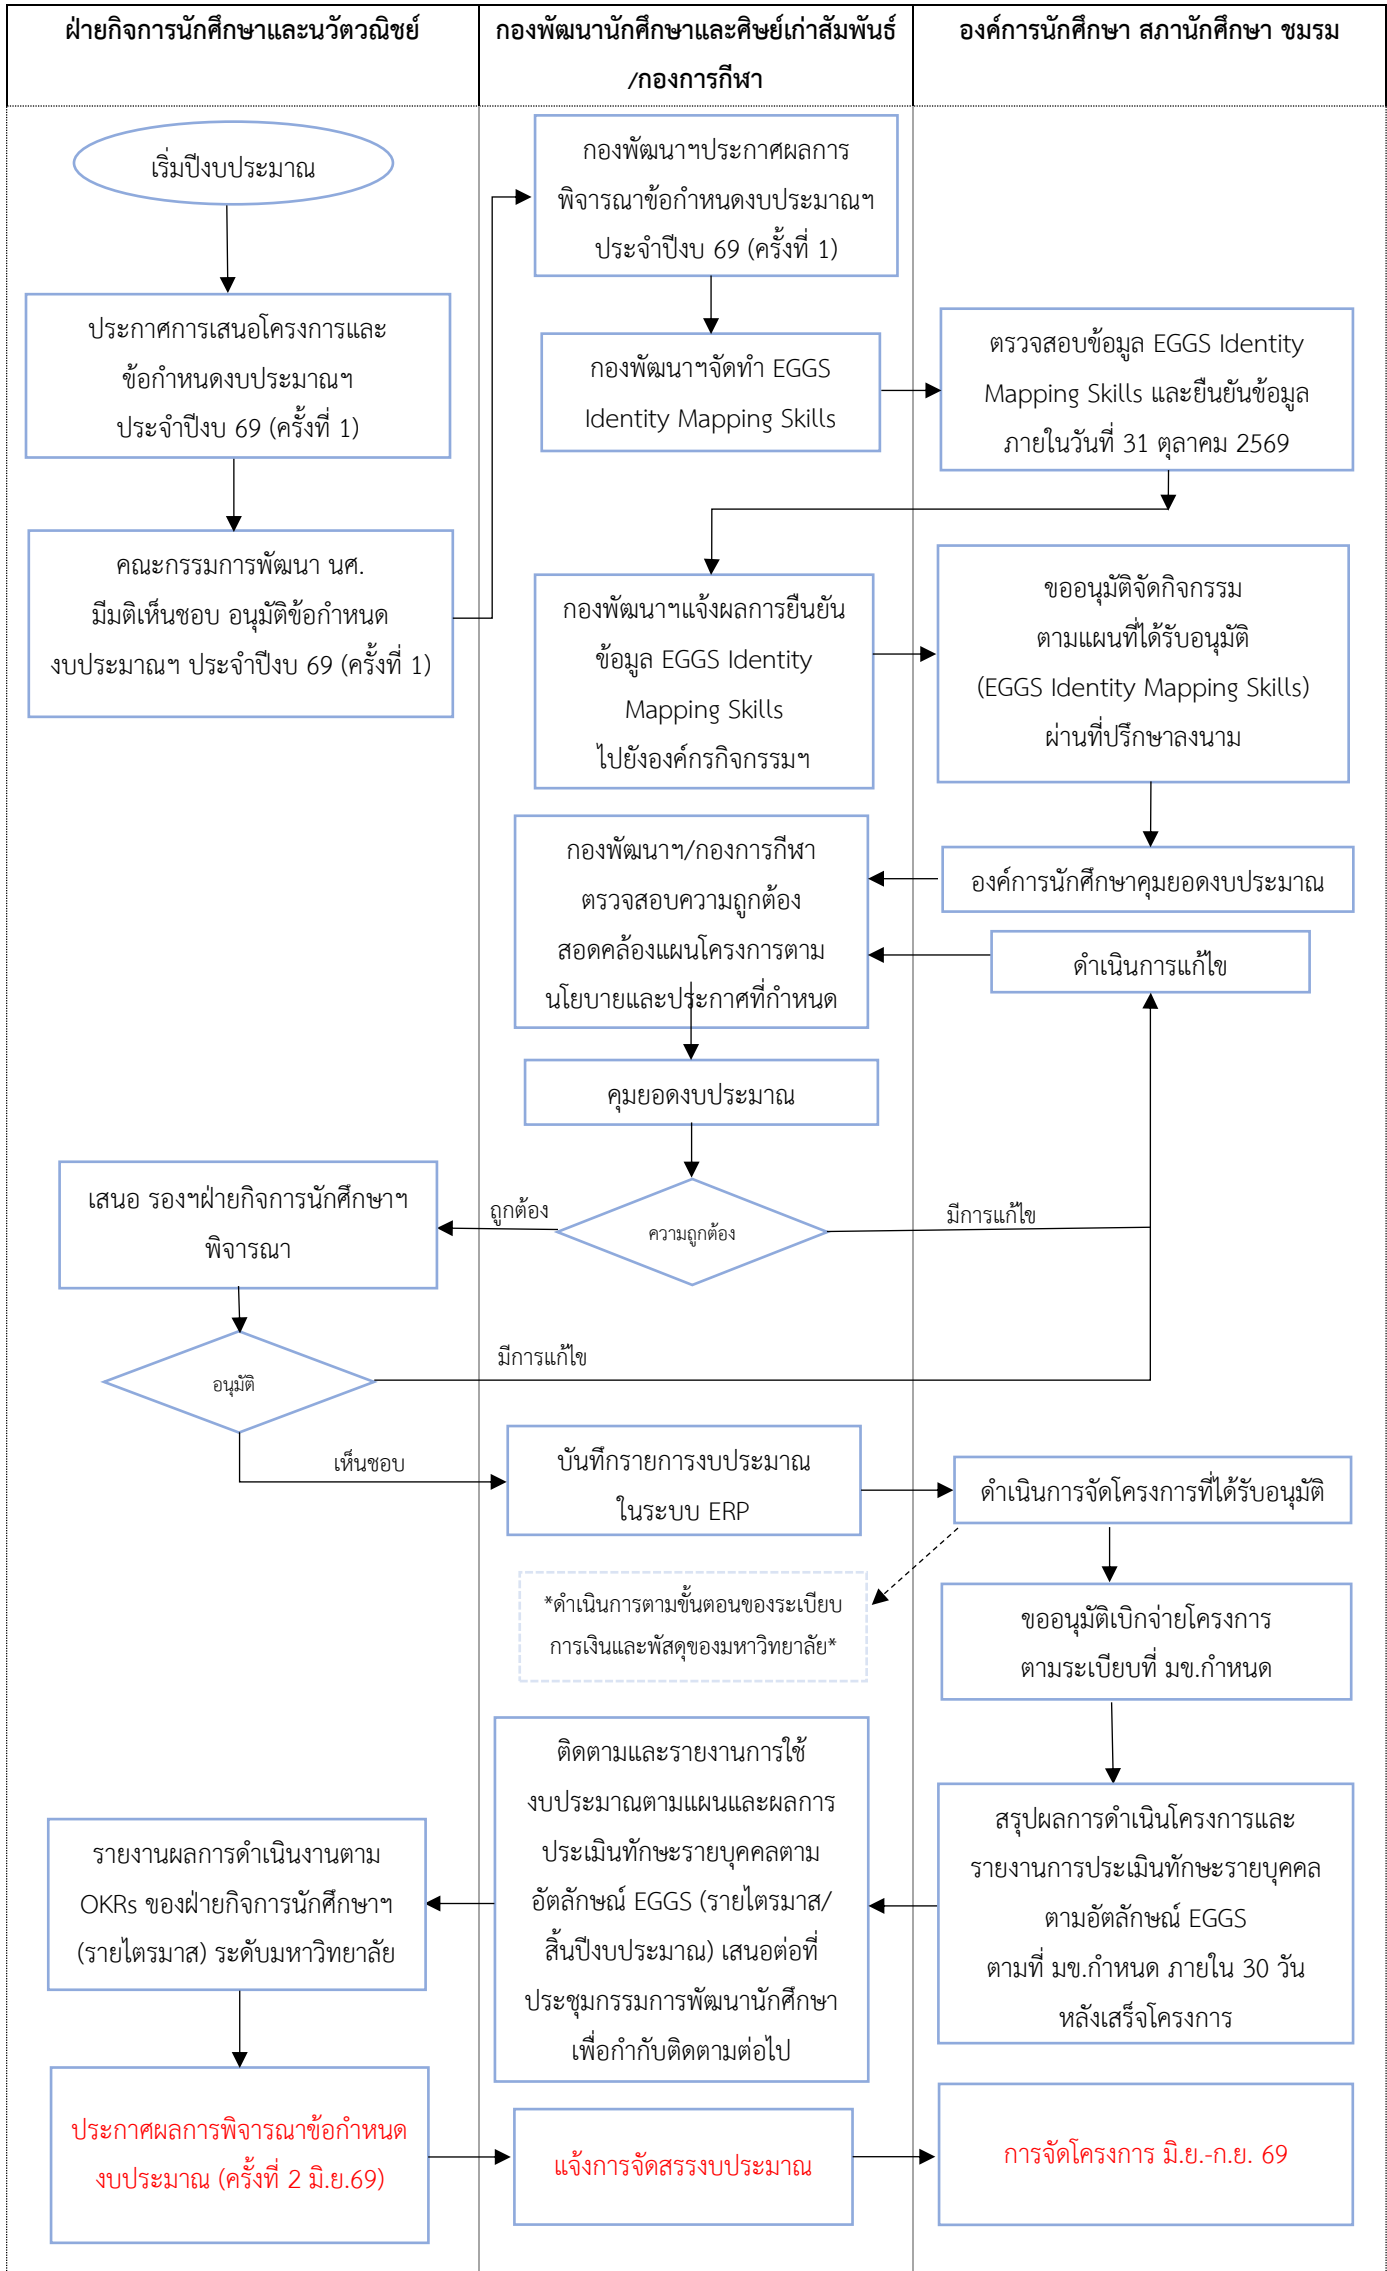 ฝ่ายกิจการนักศึกษาและนวัตวณิชย์
กองพัฒนานักศึกษาและศิษย์เก่าสัมพันธ์
/กองการกีฬา
องค์การนักศึกษา สภานักศึกษา ชมรม
เริ่มปีงบประมาณ
กองพัฒนาฯประกาศผลการ
พิจารณาข้อกำหนดงบประมาณฯ
ประจำปีงบ 69 (ครั้งที่ 1)
ประกาศการเสนอโครงการและ
ข้อกำหนดงบประมาณฯ
ประจำปีงบ 69 (ครั้งที่ 1)
กองพัฒนาฯจัดทำ EGGS
Identity Mapping Skills
ตรวจสอบข้อมูล EGGS Identity
Mapping Skills และยืนยันข้อมูล
ภายในวันที่ 31 ตุลาคม 2569
คณะกรรมการพัฒนา นศ.
มีมติเห็นชอบ อนุมัติข้อกำหนด
งบประมาณฯ ประจำปีงบ 69 (ครั้งที่ 1)
กองพัฒนาฯแจ้งผลการยืนยัน
ข้อมูล EGGS Identity
Mapping Skills
ไปยังองค์กรกิจกรรมฯ
ขออนุมัติจัดกิจกรรม
ตามแผนที่ได้รับอนุมัติ
(EGGS Identity Mapping Skills)
ผ่านที่ปรึกษาลงนาม
กองพัฒนาฯ/กองการกีฬา
ตรวจสอบความถูกต้อง
สอดคล้องแผนโครงการตาม
นโยบายและประกาศที่กำหนด
องค์การนักศึกษาคุมยอดงบประมาณ
ดำเนินการแก้ไข
คุมยอดงบประมาณ
เสนอ รองฯฝ่ายกิจการนักศึกษาฯ
พิจารณา
ถูกต้อง
ความถูกต้อง
มีการแก้ไข
อนุมัติ
มีการแก้ไข
เห็นชอบ
บันทึกรายการงบประมาณ
ในระบบ ERP
ดำเนินการจัดโครงการที่ได้รับอนุมัติ
*ดำเนินการตามขั้นตอนของระเบียบ
การเงินและพัสดุของมหาวิทยาลัย*
ขออนุมัติเบิกจ่ายโครงการ
ตามระเบียบที่ มข.กำหนด
ติดตามและรายงานการใช้
งบประมาณตามแผนและผลการ
ประเมินทักษะรายบุคคลตาม
อัตลักษณ์ EGGS (รายไตรมาส/
สิ้นปีงบประมาณ) เสนอต่อที่
ประชุมกรรมการพัฒนานักศึกษา
เพื่อกำกับติดตามต่อไป
สรุปผลการดำเนินโครงการและ
รายงานการประเมินทักษะรายบุคคล
ตามอัตลักษณ์ EGGS
ตามที่ มข.กำหนด ภายใน 30 วัน
หลังเสร็จโครงการ
รายงานผลการดำเนินงานตาม
OKRs ของฝ่ายกิจการนักศึกษาฯ
(รายไตรมาส) ระดับมหาวิทยาลัย
ประกาศผลการพิจารณาข้อกำหนด
งบประมาณ (ครั้งที่ 2 มิ.ย.69)
แจ้งการจัดสรรงบประมาณ
การจัดโครงการ มิ.ย.-ก.ย. 69